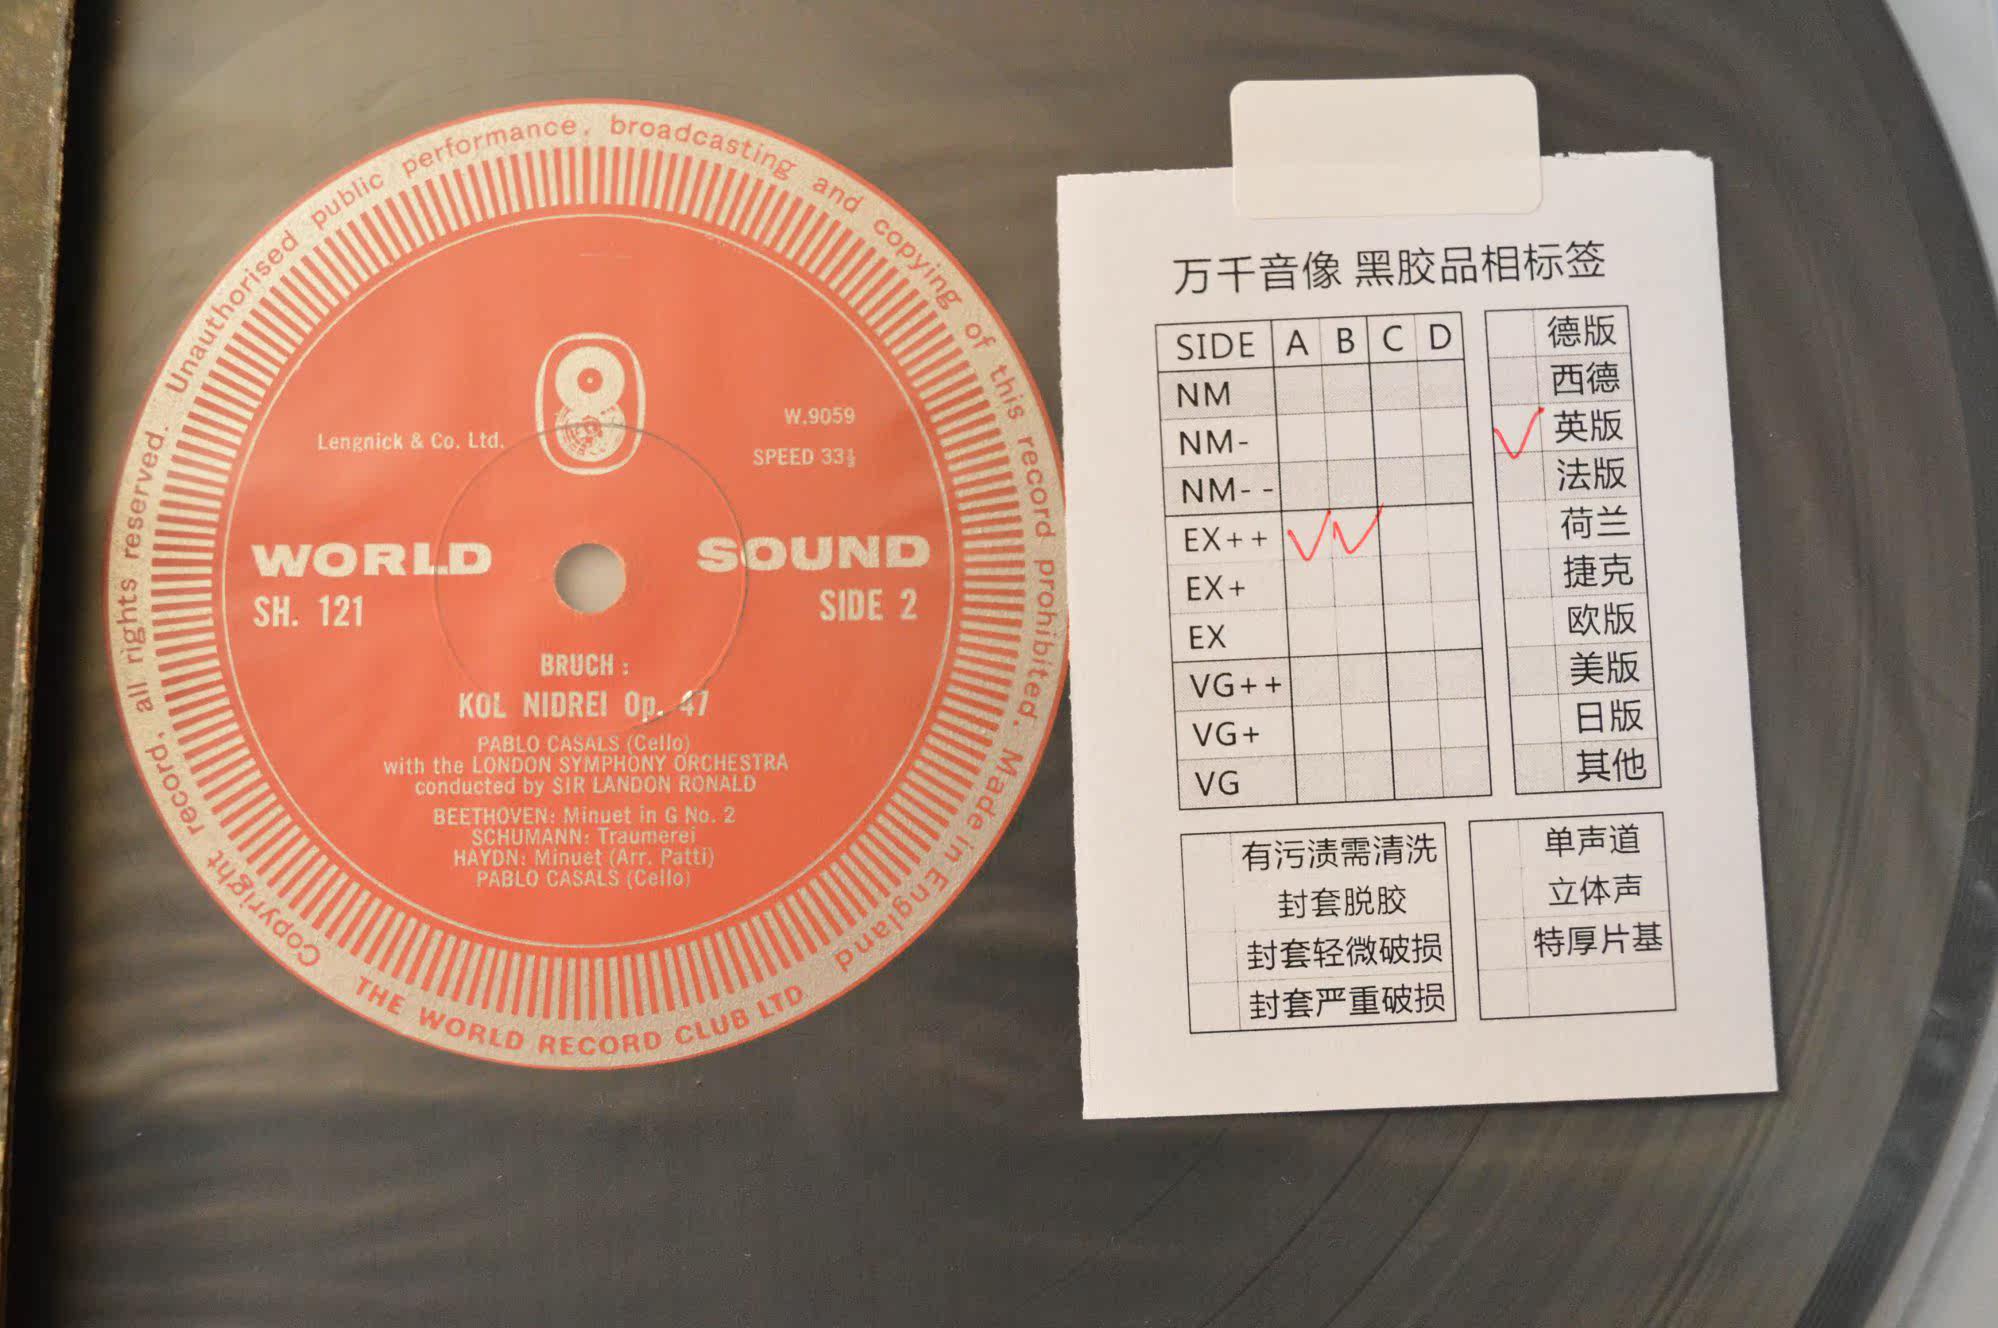 Unauthorised public performance, broadcasting and copying of this record prohibited. Made in England
THE WORLD RECORD CLUB LTD
Copyright record, all rights reserved.
Lengnick & Co. Ltd.
W.9059
SPEED 33⅓
WORLD SOUND
SH. 121
SIDE 2
BRUCH :
KOL NIDREI Op. 47
PABLO CASALS (Cello)
with the LONDON SYMPHONY ORCHESTRA
conducted by SIR LANDON RONALD
BEETHOVEN: Minuet in G No. 2
SCHUMANN: Traumerei
HAYDN: Minuet (Arr. Patti)
PABLO CASALS (Cello)
万千音像 黑胶品相标签
SIDE A B C D
NM
NM-
NM--
EX++ ✓ ✓
EX+
EX
VG++
VG+
VG
德版
西德
✓ 英版
法版
荷兰
捷克
欧版
美版
日版
其他
有污渍需清洗
封套脱胶
封套轻微破损
封套严重破损
单声道
立体声
特厚片基